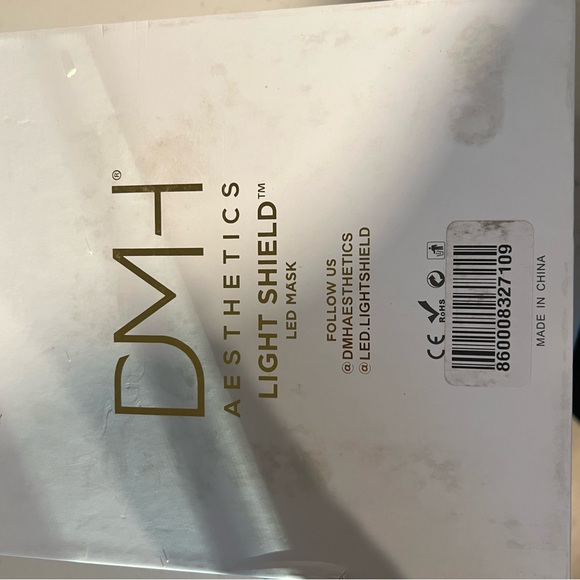 DMH®
AESTHETICS
LIGHT SHIELD™
LED MASK
FOLLOW US
@DMHAESTHETICS
@LED.LIGHTSHIELD
CE RoHS
860008327109
MADE IN CHINA